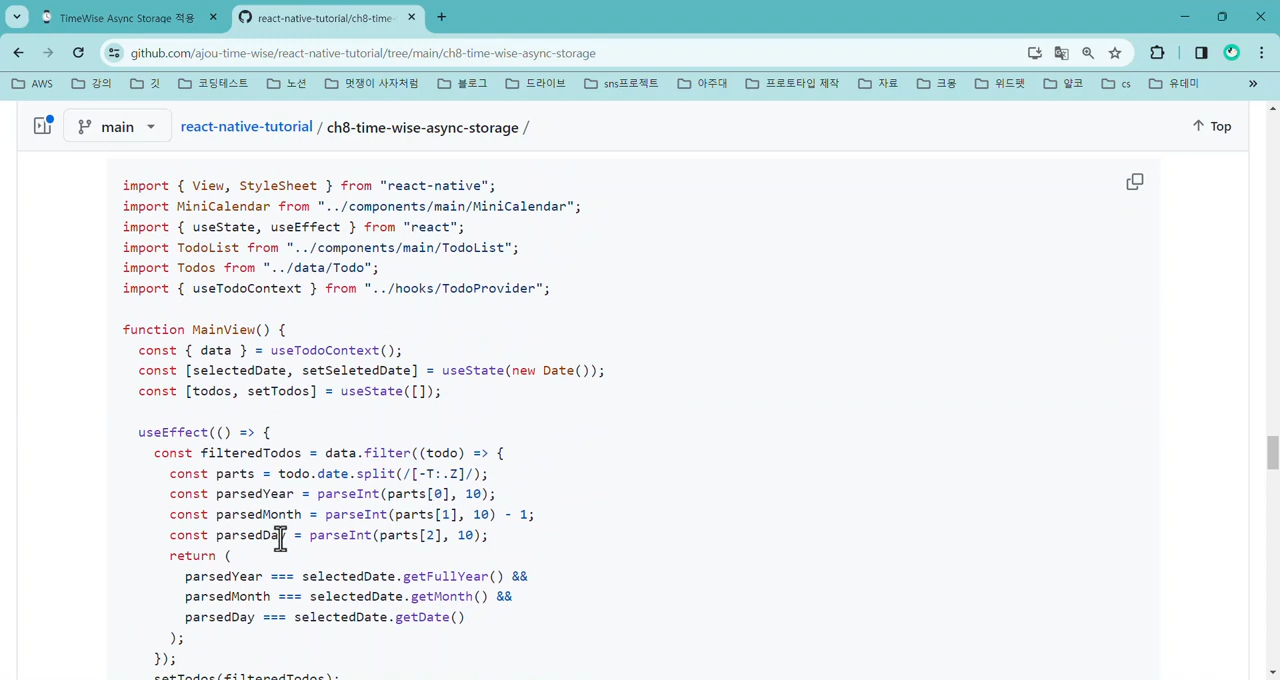 TimeWise Async Storage 적용
react-native-tutorial/ch8-time-
github.com/ajou-time-wise/react-native-tutorial/tree/main/ch8-time-wise-async-storage
AWS 강의 깃 코딩테스트 노션 멋쟁이 사자처럼 블로그 드라이브 sns프로젝트 아주대 프로토타입 제작 자료 크몽 위드펫 알코 cs 유데미 »
main react-native-tutorial / ch8-time-wise-async-storage / Top
import { View, StyleSheet } from "react-native";
import MiniCalendar from "../components/main/MiniCalendar";
import { useState, useEffect } from "react";
import TodoList from "../components/main/TodoList";
import Todos from "../data/Todo";
import { useTodoContext } from "../hooks/TodoProvider";
function MainView() {
const { data } = useTodoContext();
const [selectedDate, setSeletedDate] = useState(new Date());
const [todos, setTodos] = useState([]);
useEffect(() => {
const filteredTodos = data.filter((todo) => {
const parts = todo.date.split(/[-T:.Z]/);
const parsedYear = parseInt(parts[0], 10);
const parsedMonth = parseInt(parts[1], 10) - 1;
const parsedDay = parseInt(parts[2], 10);
return (
parsedYear === selectedDate.getFullYear() &&
parsedMonth === selectedDate.getMonth() &&
parsedDay === selectedDate.getDate()
);
});
setTodos(filteredTodos);